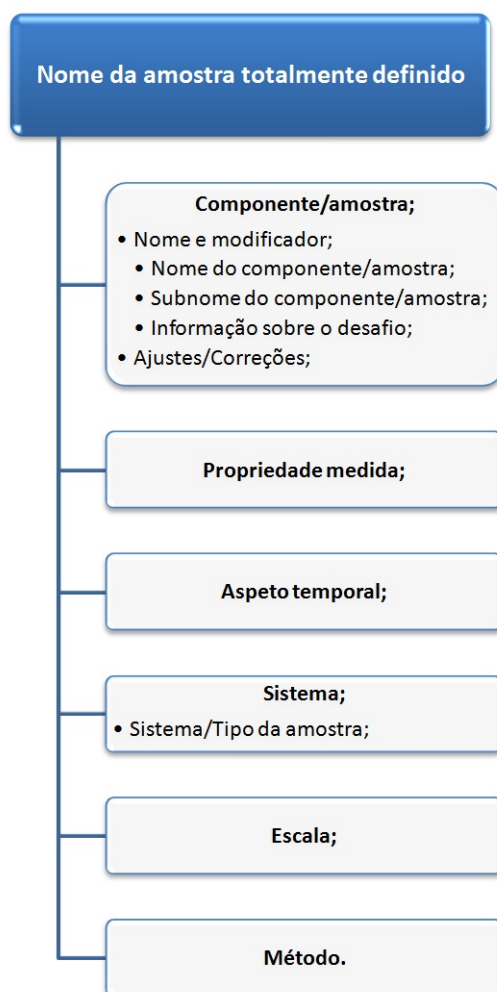 Nome da amostra totalmente definido
Componente/amostra;
• Nome e modificador;
• Nome do componente/amostra;
• Subnome do componente/amostra;
• Informação sobre o desafio;
• Ajustes/Correções;
Propriedade medida;
Aspeto temporal;
Sistema;
• Sistema/Tipo da amostra;
Escala;
Método.